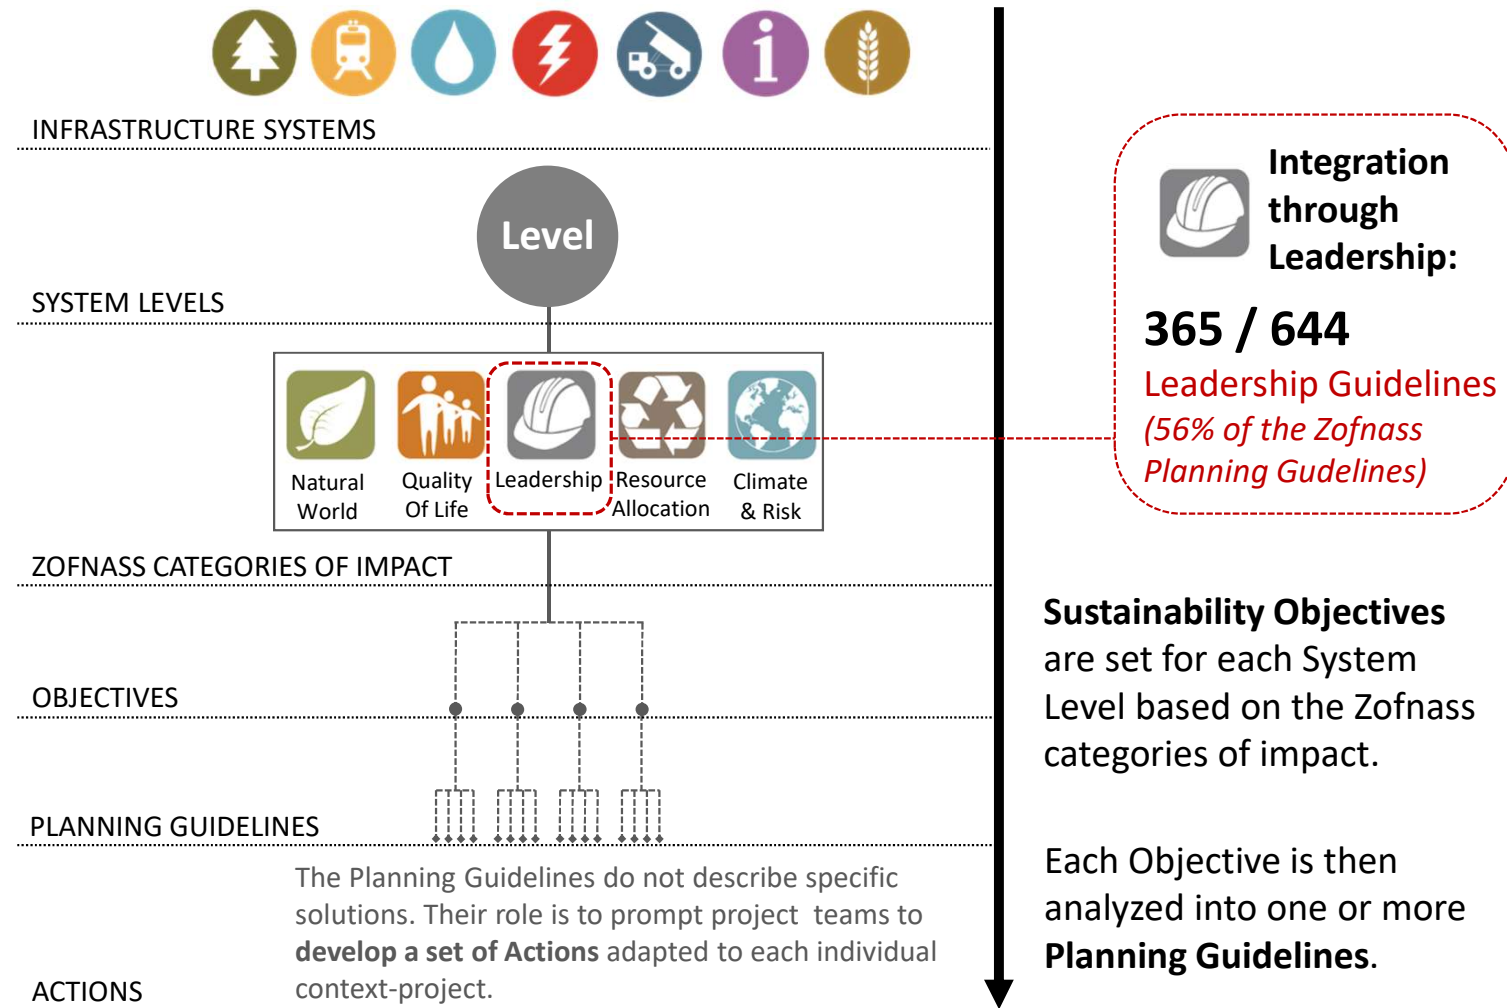 i
INFRASTRUCTURE SYSTEMS
Level
SYSTEM LEVELS
Natural
World
Quality
Of Life
Leadership
Resource
Allocation
Climate
& Risk
ZOFNASS CATEGORIES OF IMPACT
OBJECTIVES
PLANNING GUIDELINES
The Planning Guidelines do not describe specific
solutions. Their role is to prompt project teams to
develop a set of Actions adapted to each individual
context-project.
ACTIONS
Integration
through
Leadership:
365 / 644
Leadership Guidelines
(56% of the Zofnass
Planning Gudelines)
Sustainability Objectives
are set for each System
Level based on the Zofnass
categories of impact.
Each Objective is then
analyzed into one or more
Planning Guidelines.